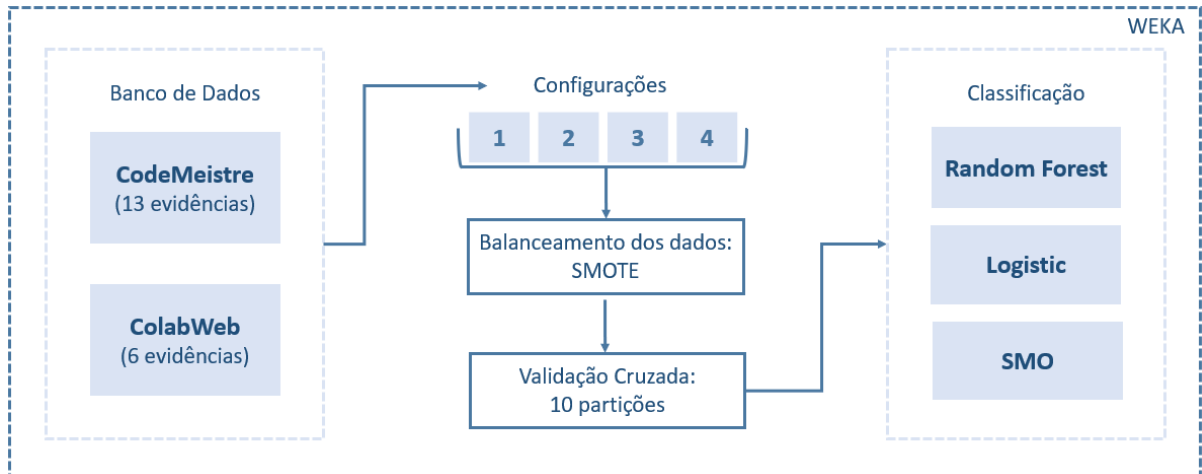 WEKA
Banco de Dados
CodeMeistre
(13 evidências)
ColabWeb
(6 evidências)
Configurações
1 2 3 4
Balanceamento dos dados:
SMOTE
Validação Cruzada:
10 partições
Classificação
Random Forest
Logistic
SMO